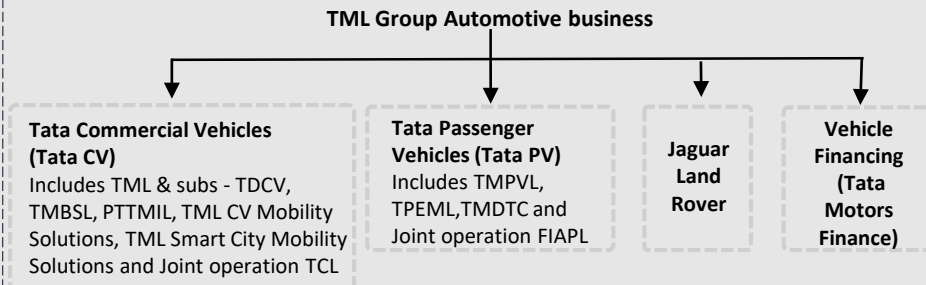 TML Group Automotive business
Tata Commercial Vehicles
(Tata CV)
Includes TML & subs - TDCV,
TMBSL, PTTMIL, TML CV Mobility
Solutions, TML Smart City Mobility
Solutions and Joint operation TCL
Tata Passenger
Vehicles (Tata PV)
Includes TMPVL,
TPEML,TMDTC and
Joint operation FIAPL
Jaguar
Land
Rover
Vehicle
Financing
(Tata
Motors
Finance)